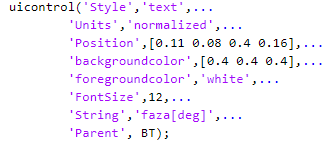 uicontrol('Style','text',...
'Units','normalized',...
'Position',[0.11 0.08 0.4 0.16],...
'backgroundcolor',[0.4 0.4 0.4],...
'foregroundcolor','white',...
'FontSize',12,...
'String','faza[deg]',...
'Parent', BT);